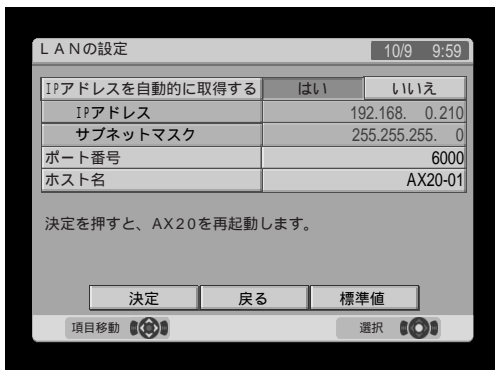 LANの設定 10/9 9:59
IPアドレスを自動的に取得する はい いいえ
IPアドレス 192.168. 0.210
サブネットマスク 255.255.255. 0
ポート番号 6000
ホスト名 AX20-01
決定を押すと、AX20を再起動します。
決定 戻る 標準値
項目移動 選択